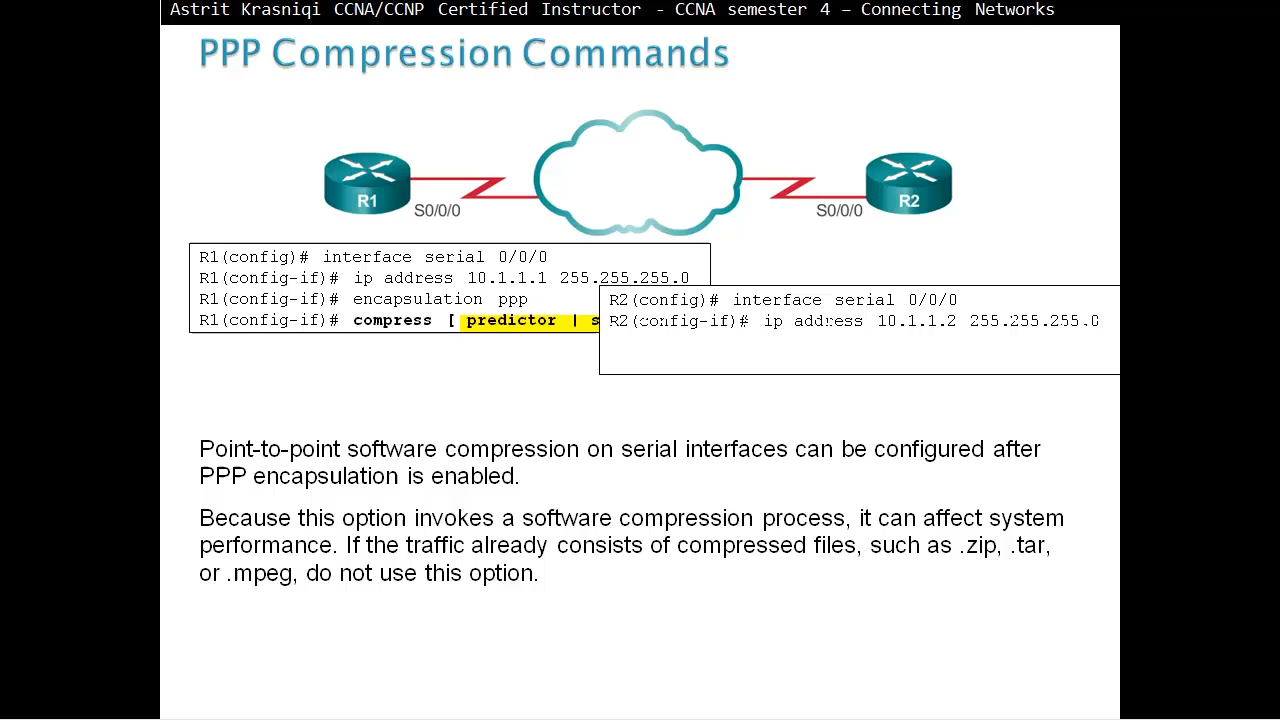 Astrit Krasniqi CCNA/CCNP Certified Instructor - CCNA semester 4 – Connecting Networks
PPP Compression Commands
R1
S0/0/0
S0/0/0
R2
R1(config)# interface serial 0/0/0
R1(config-if)# ip address 10.1.1.1 255.255.255.0
R1(config-if)# encapsulation ppp
R1(config-if)# compress [ predictor | s
R2(config)# interface serial 0/0/0
R2(config-if)# ip address 10.1.1.2 255.255.255.0
Point-to-point software compression on serial interfaces can be configured after
PPP encapsulation is enabled.
Because this option invokes a software compression process, it can affect system
performance. If the traffic already consists of compressed files, such as .zip, .tar,
or .mpeg, do not use this option.